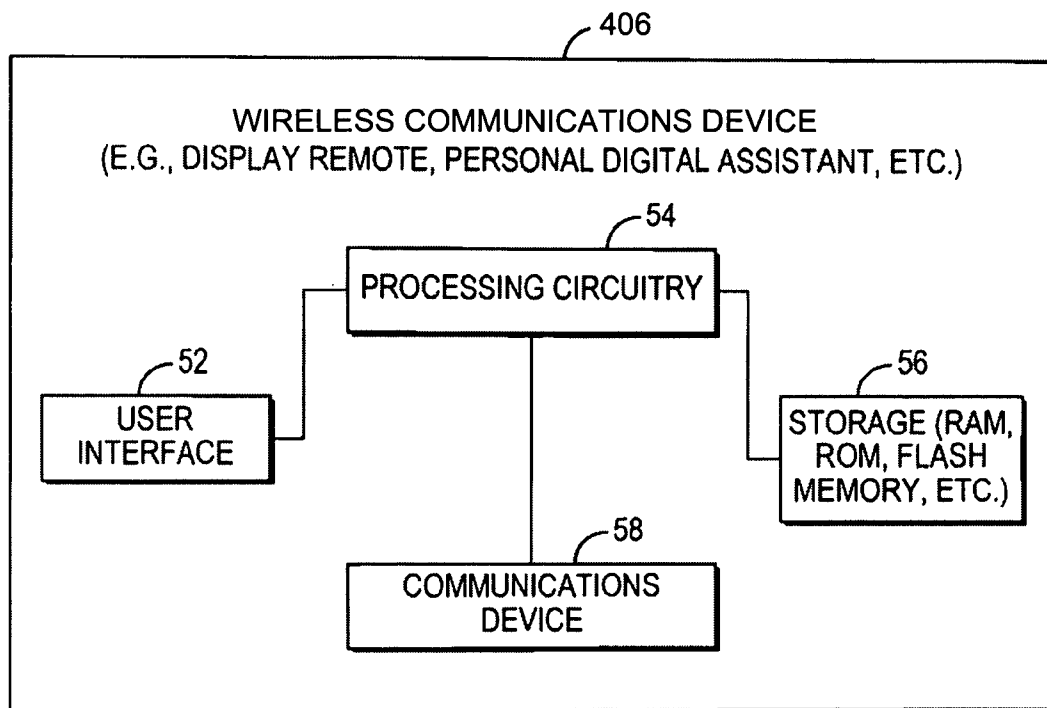 406
WIRELESS COMMUNICATIONS DEVICE
(E.G., DISPLAY REMOTE, PERSONAL DIGITAL ASSISTANT, ETC.)
54
PROCESSING CIRCUITRY
52
USER
INTERFACE
56
STORAGE (RAM,
ROM, FLASH
MEMORY, ETC.)
58
COMMUNICATIONS
DEVICE